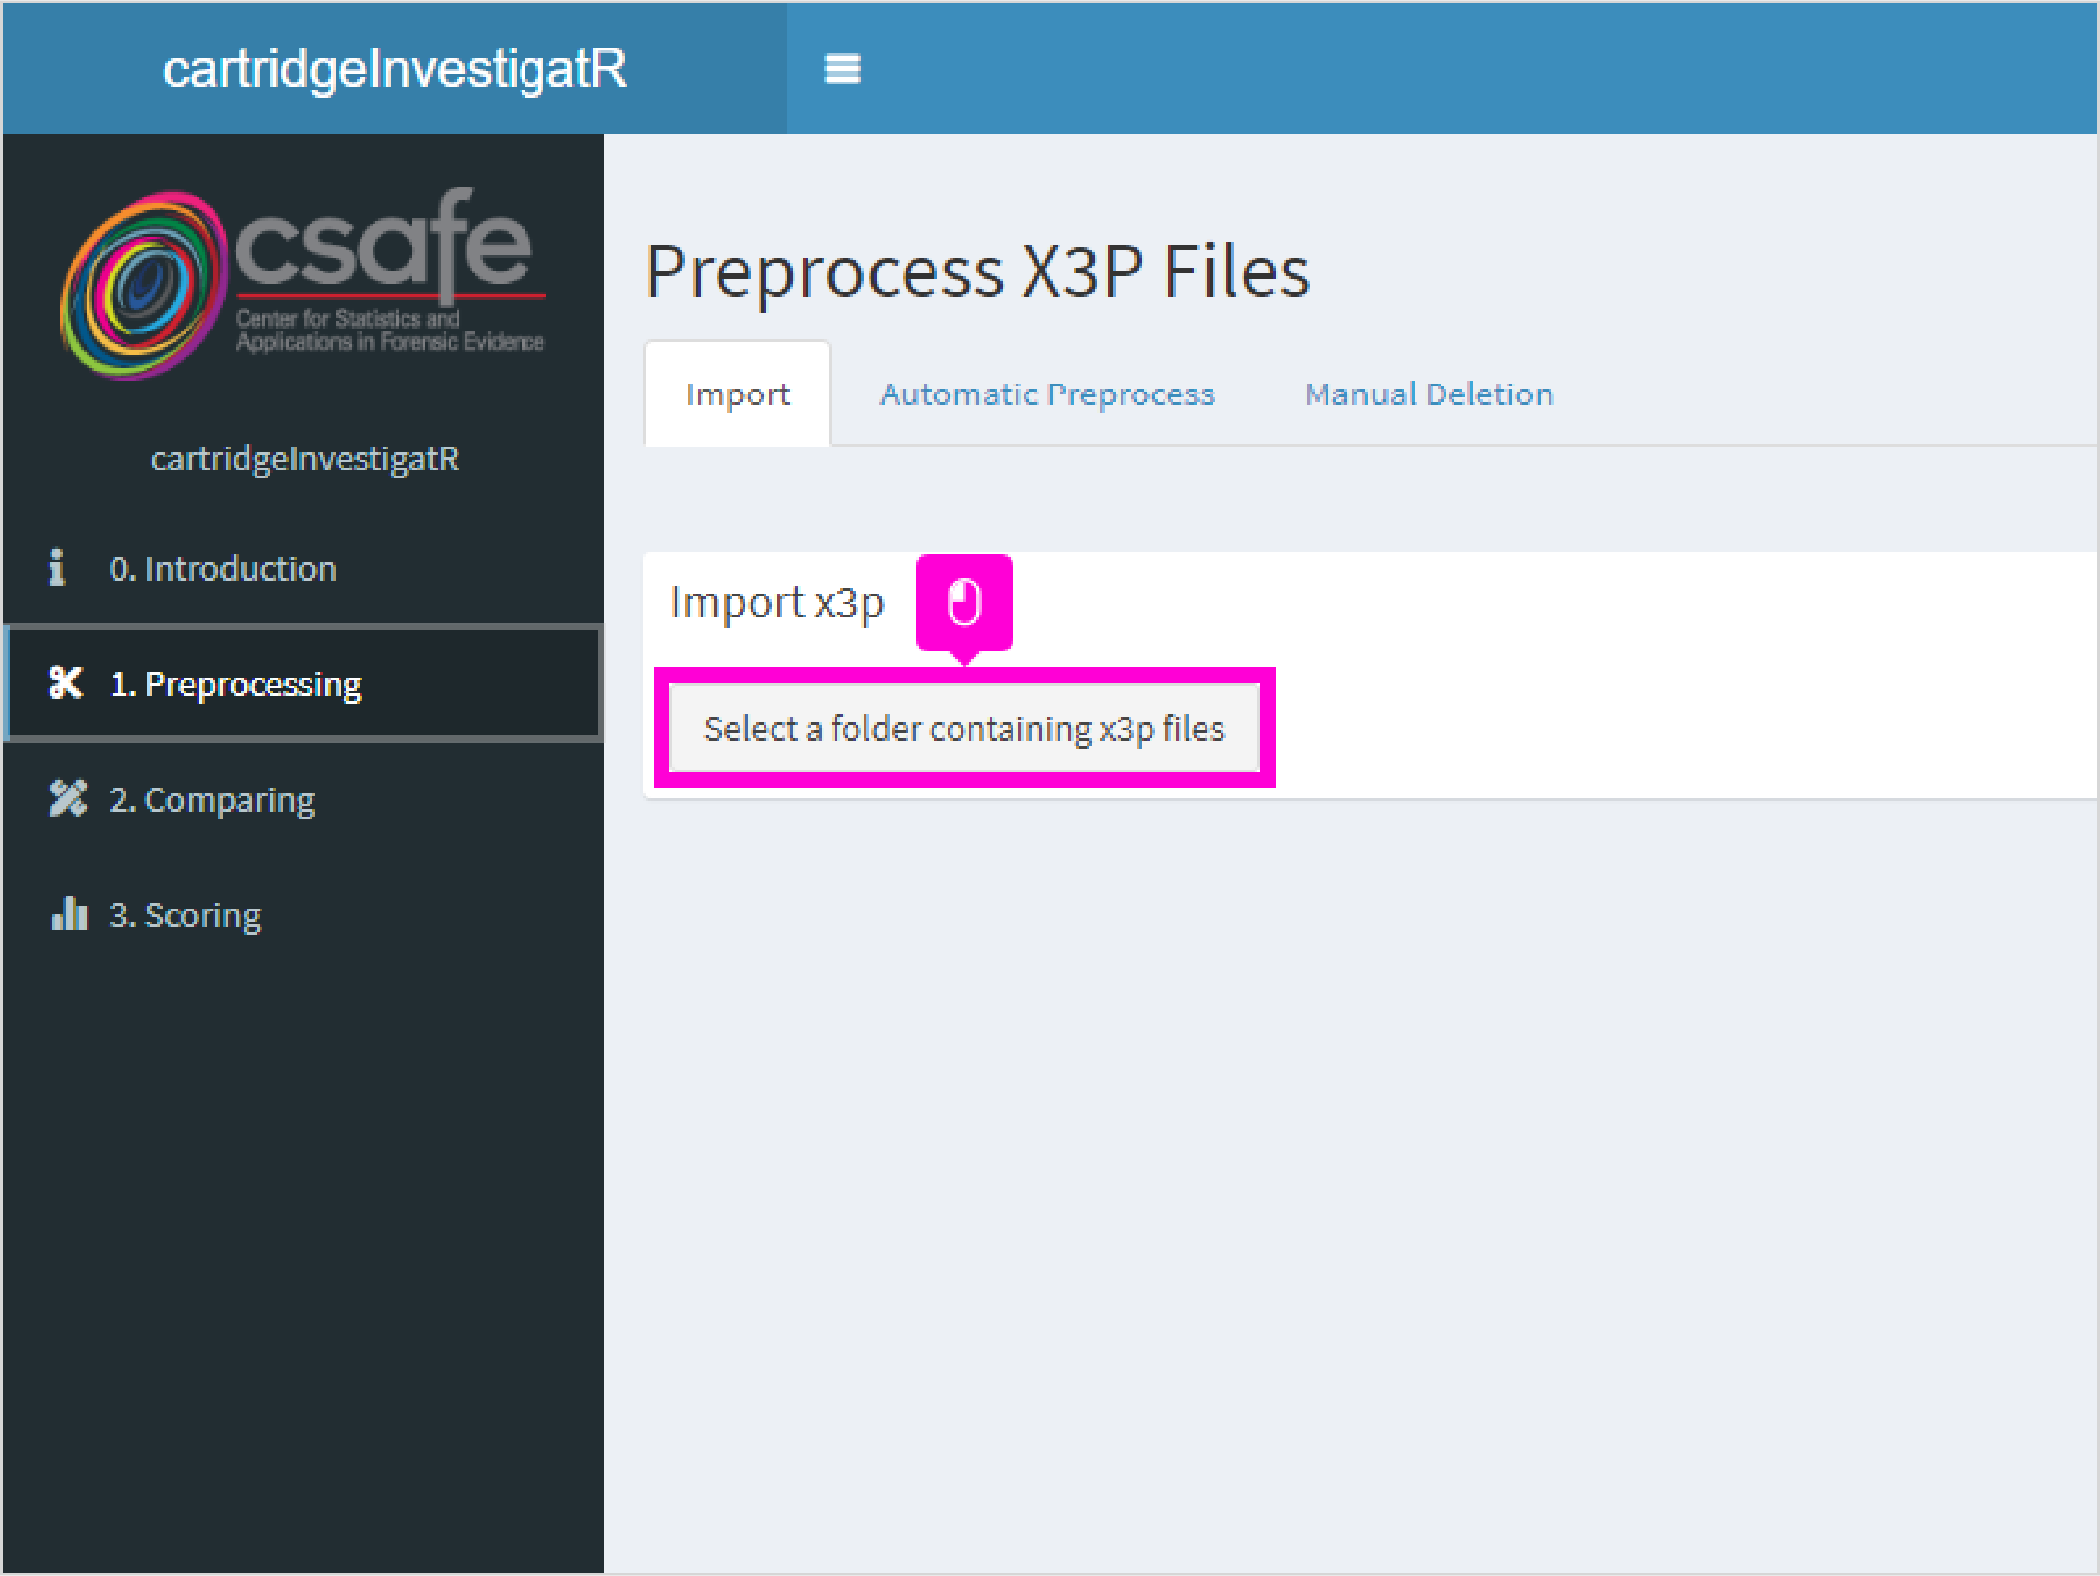 cartridgeInvestigatR
csafe
Center for Statistics and
Applications in Forensic Evidence
cartridgeInvestigatR
0. Introduction
1. Preprocessing
2. Comparing
3. Scoring
Preprocess X3P Files
Import
Automatic Preprocess
Manual Deletion
Import x3p
Select a folder containing x3p files